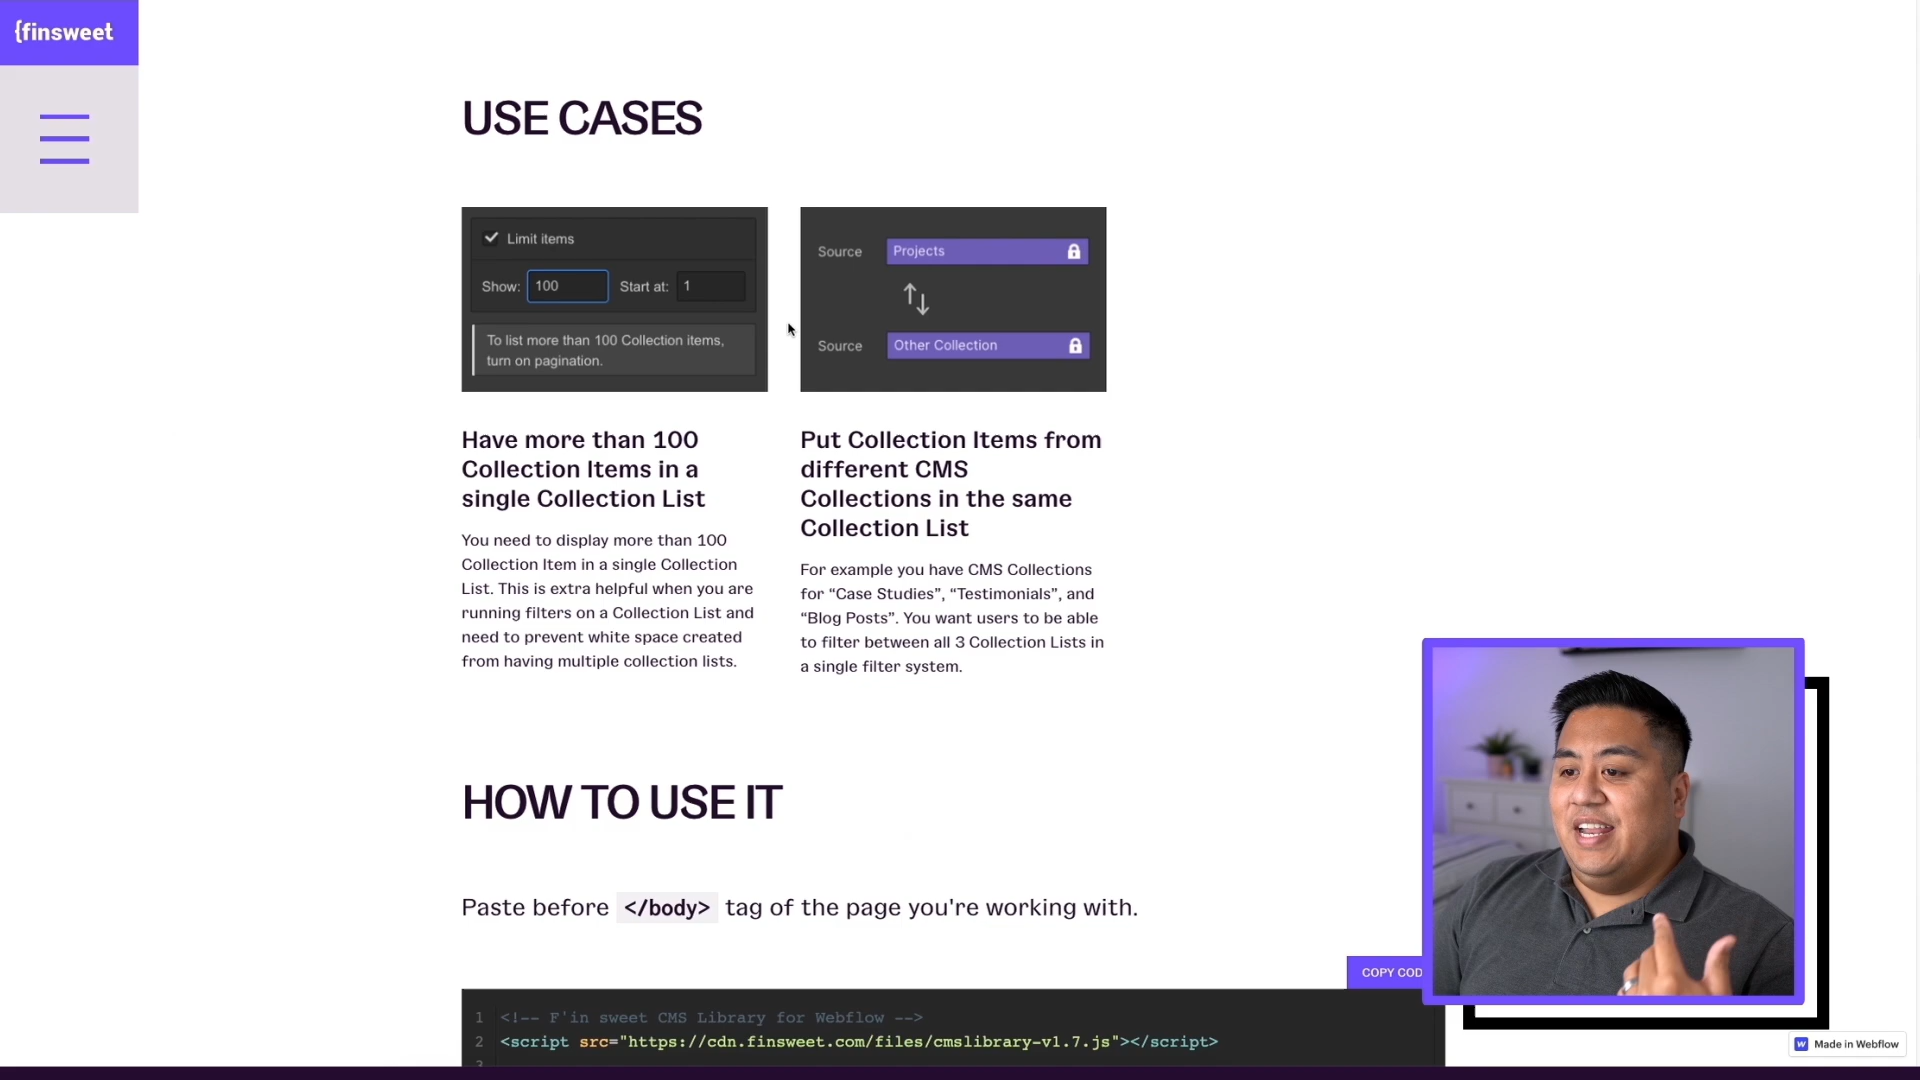 {finsweet
USE CASES
Limit items
Show: 100 Start at: 1
To list more than 100 Collection items,
turn on pagination.
Source Projects
Source Other Collection
Have more than 100
Collection Items in a
single Collection List
You need to display more than 100
Collection Item in a single Collection
List. This is extra helpful when you are
running filters on a Collection List and
need to prevent white space created
from having multiple collection lists.
Put Collection Items from
different CMS
Collections in the same
Collection List
For example you have CMS Collections
for “Case Studies”, “Testimonials”, and
“Blog Posts”. You want users to be able
to filter between all 3 Collection Lists in
a single filter system.
HOW TO USE IT
Paste before </body> tag of the page you're working with.
COPY COD
1 <!-- F'in sweet CMS Library for Webflow -->
2 <script src="https://cdn.finsweet.com/files/cmslibrary-v1.7.js"></script>
3
Made in Webflow